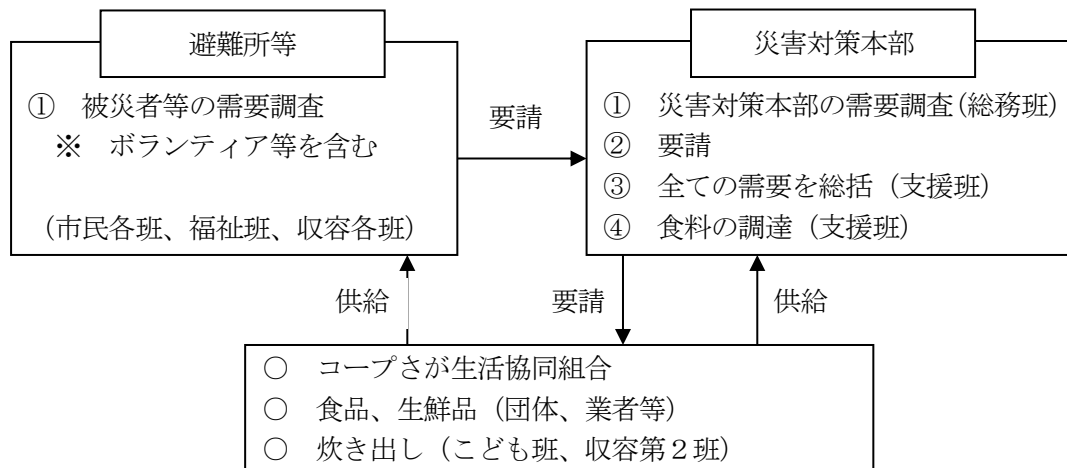 避難所等
① 被災者等の需要調査
※ ボランティア等を含む
(市民各班、福祉班、収容各班)
要請
災害対策本部
① 災害対策本部の需要調査(総務班)
② 要請
③ 全ての需要を総括(支援班)
④ 食料の調達(支援班)
供給
要請
供給
○ コープさが生活協同組合
○ 食品、生鮮品(団体、業者等)
○ 炊き出し(こども班、収容第2班)